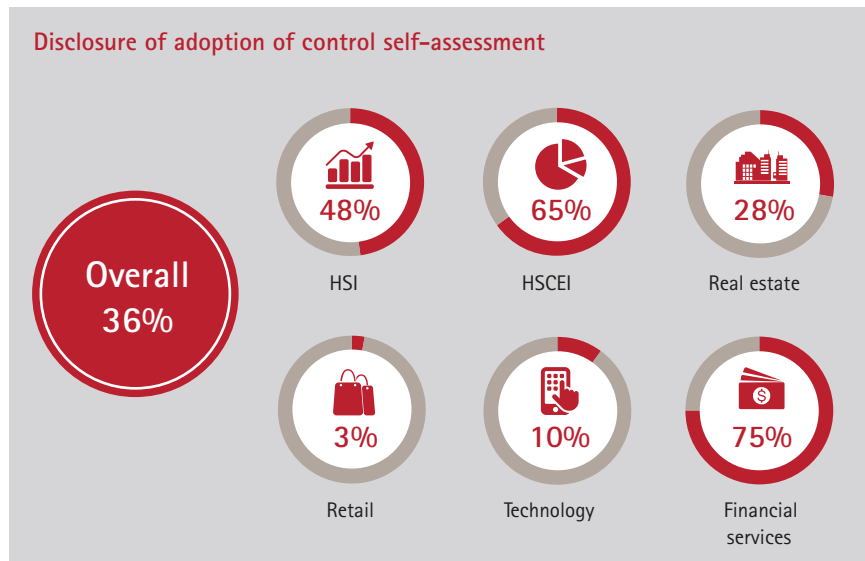 Disclosure of adoption of control self-assessment
Overall
36%
48%
HSI
65%
HSCEI
28%
Real estate
3%
Retail
10%
Technology
$
75%
Financial
services